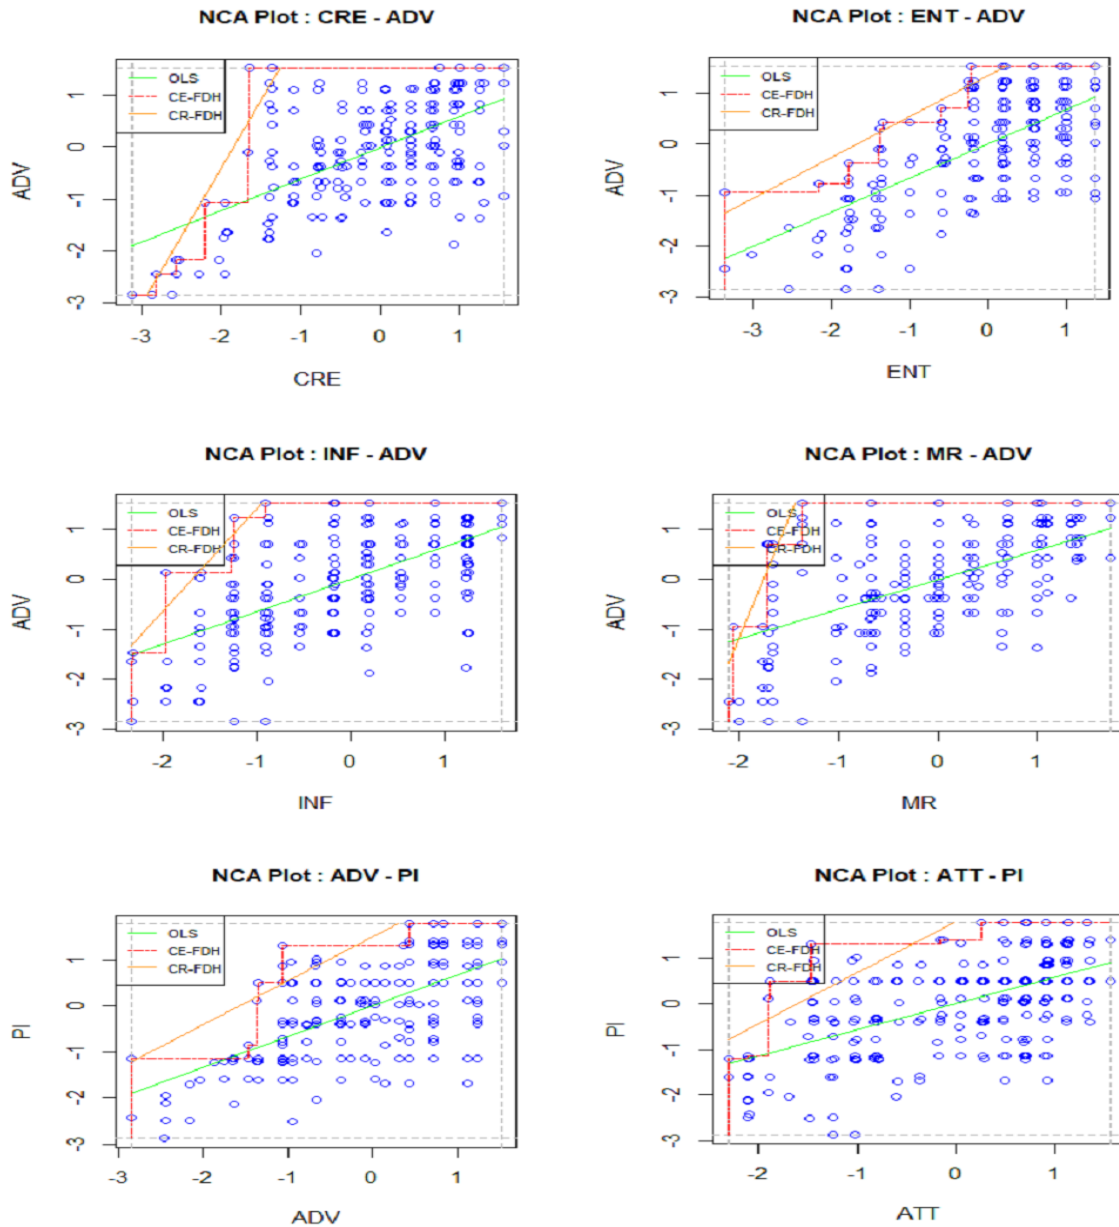 NCA Plot : CRE - ADV
OLS
CE-FDH
CR-FDH
ADV
1
0
-1
-2
-3
-3
-2
-1
0
1
CRE
NCA Plot : ENT - ADV
OLS
CE-FDH
CR-FDH
ADV
1
0
-1
-2
-3
-3
-2
-1
0
1
ENT
NCA Plot : INF - ADV
OLS
CE-FDH
CR-FDH
ADV
1
0
-1
-2
-3
-2
-1
0
1
INF
NCA Plot : MR - ADV
OLS
CE-FDH
CR-FDH
ADV
1
0
-1
-2
-3
-2
-1
0
1
MR
NCA Plot : ADV - PI
OLS
CE-FDH
CR-FDH
PI
1
0
-1
-2
-3
-3
-2
-1
0
1
ADV
NCA Plot : ATT - PI
OLS
CE-FDH
CR-FDH
PI
1
0
-1
-2
-3
-2
-1
0
1
ATT